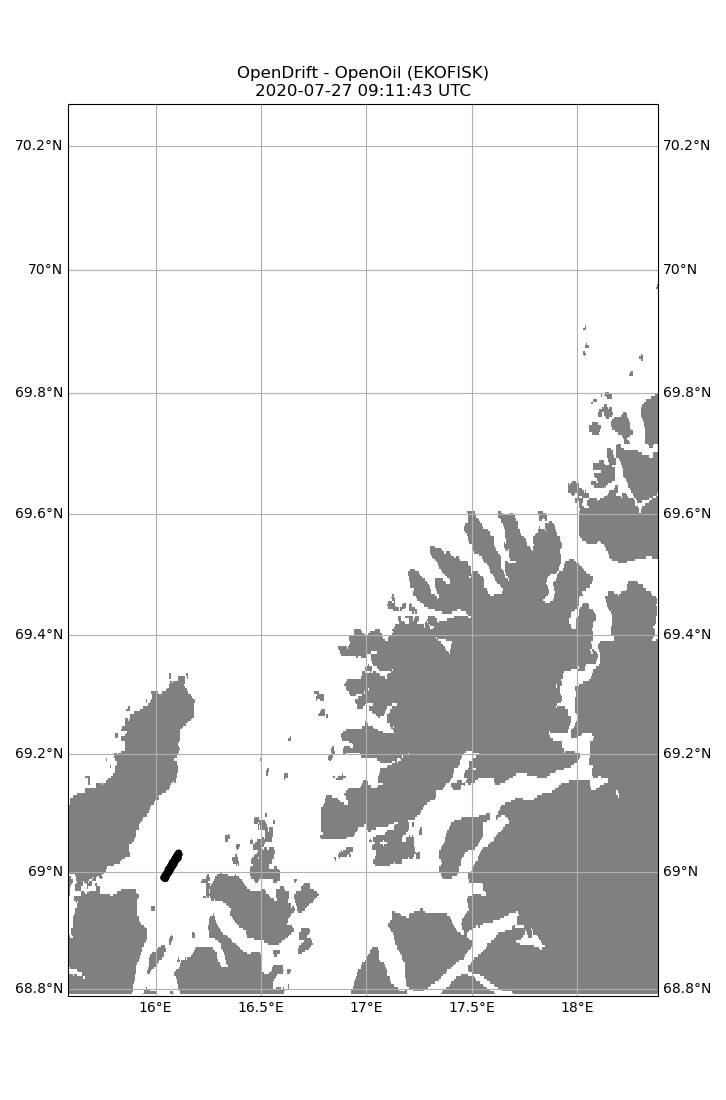 OpenDrift - OpenOil (EKOFISK)
2020-07-27 09:11:43 UTC
70.2°N 70.2°N
70°N 70°N
69.8°N 69.8°N
69.6°N 69.6°N
69.4°N 69.4°N
69.2°N 69.2°N
69°N 69°N
68.8°N 68.8°N
16°E 16.5°E 17°E 17.5°E 18°E